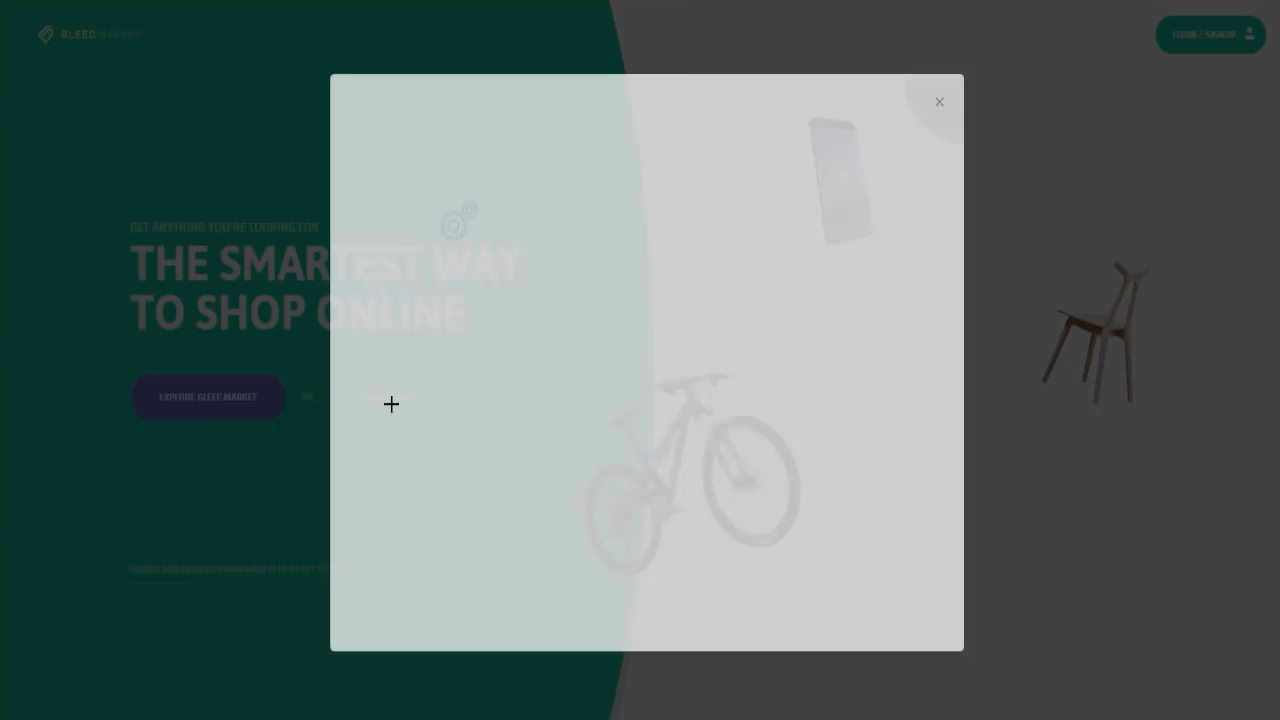 GLEEC MARKET
LOGIN / SIGNUP
×
GET ANYTHING YOU'RE LOOKING FOR
THE SMARTEST WAY
TO SHOP ONLINE
EXPLORE GLEEC MARKET
OR